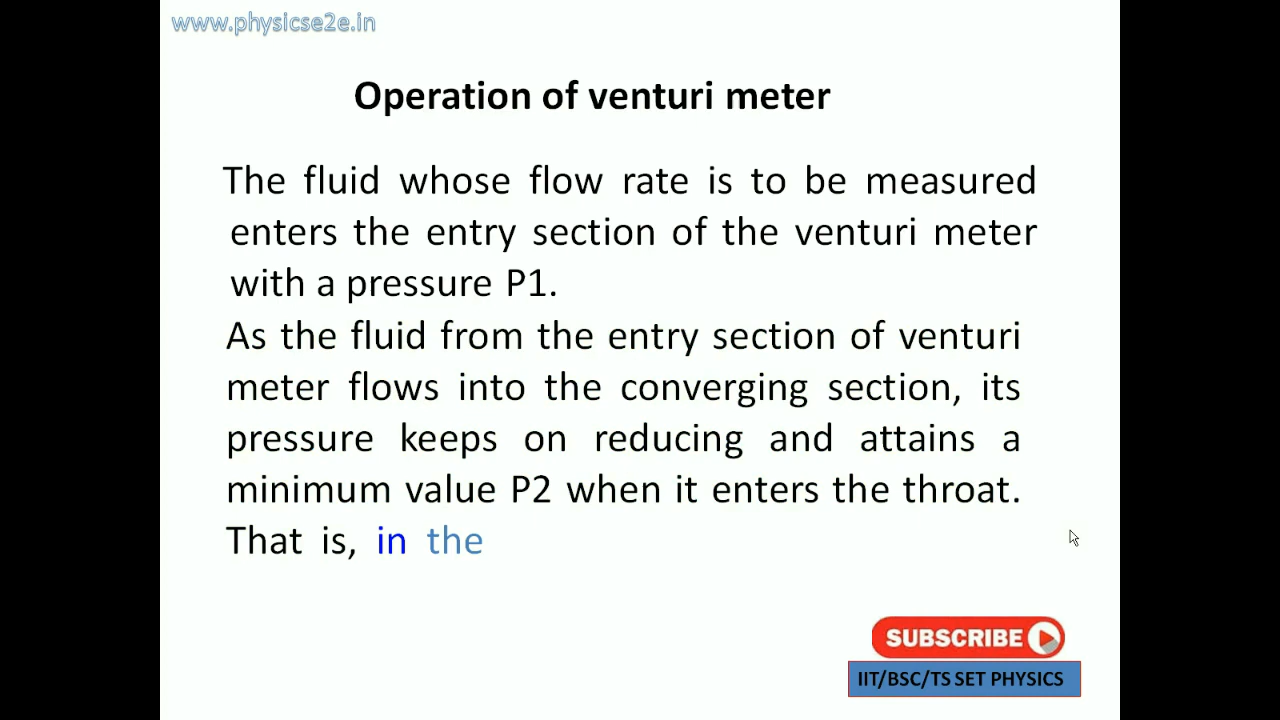 www.physicse2e.in
Operation of venturi meter
The fluid whose flow rate is to be measured
enters the entry section of the venturi meter
with a pressure P1.
As the fluid from the entry section of venturi
meter flows into the converging section, its
pressure keeps on reducing and attains a
minimum value P2 when it enters the throat.
That is, in the
SUBSCRIBE
IIT/BSC/TS SET PHYSICS